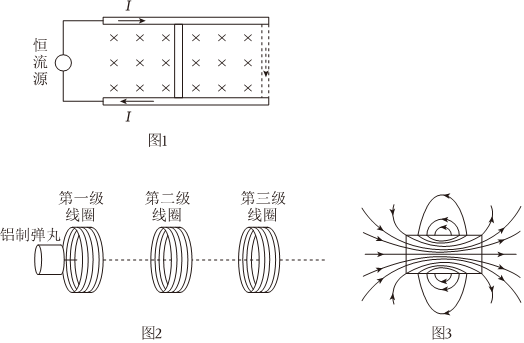 I
恒
流
源
I
图1
第一级
线圈
第二级
线圈
第三级
线圈
铝制弹丸
图2
图3